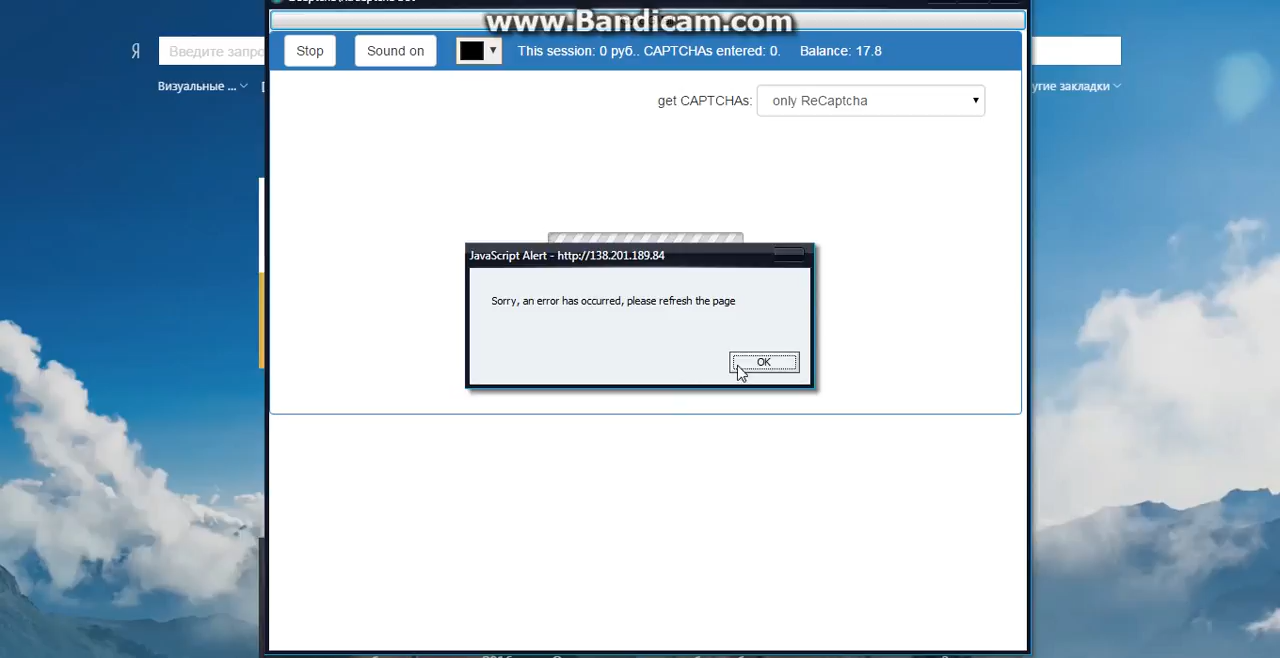 www.Bandicam.com
Я
Введите запро
Stop
Sound on
This session: 0 руб.. CAPTCHAs entered: 0.
Balance: 17.8
Визуальные ...
ругие закладки
get CAPTCHAs:
only ReCaptcha
JavaScript Alert - http://138.201.189.84
Sorry, an error has occurred, please refresh the page
OK